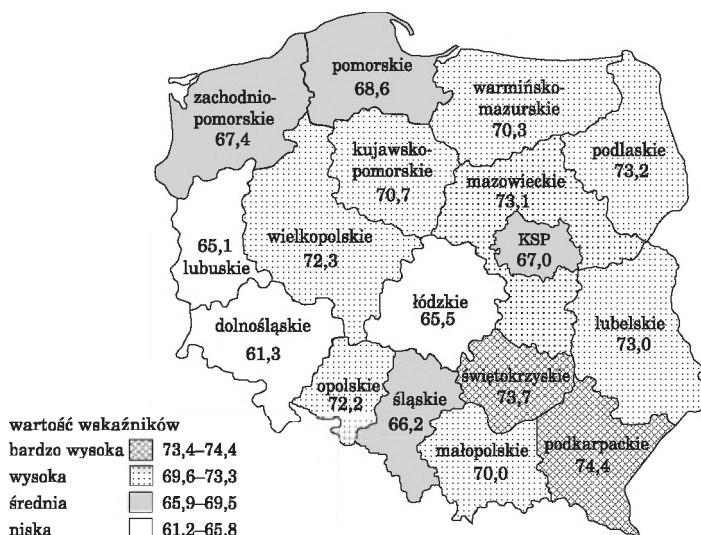 pomorskie
68,6
zachodnio-
pomorskie
67,4
warmińsko-
mazurskie
70,3
podlaskie
73,2
kujawsko-
pomorskie
70,7
mazowieckie
73,1
KSP
67,0
65,1
lubuskie
wielkopolskie
72,3
łódzkie
65,5
lubelskie
73,0
dolnośląskie
61,3
opolskie
72,2
śląskie
66,2
świętokrzyskie
73,7
małopolskie
70,0
podkarpackie
74,4
wartość wskaźników
bardzo wysoka 73,4–74,4
wysoka 69,6–73,3
średnia 65,9–69,5
niska 61,2–65,8